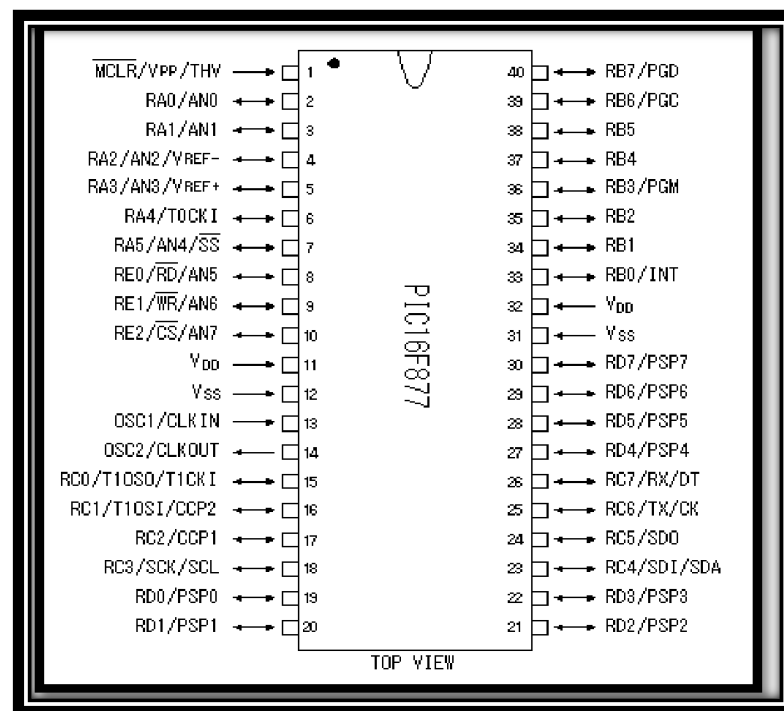 M̅C̅L̅R̅/VPP/THV 1 40 RB7/PGD
RA0/AN0 2 39 RB6/PGC
RA1/AN1 3 38 RB5
RA2/AN2/VREF- 4 37 RB4
RA3/AN3/VREF+ 5 36 RB3/PGM
RA4/T0CKI 6 35 RB2
RA5/AN4/S̅S̅ 7 34 RB1
RE0/R̅D̅/AN5 8 33 RB0/INT
RE1/W̅R̅/AN6 9 32 VDD
RE2/C̅S̅/AN7 10 31 VSS
VDD 11 30 RD7/PSP7
VSS 12 29 RD6/PSP6
OSC1/CLKIN 13 28 RD5/PSP5
OSC2/CLKOUT 14 27 RD4/PSP4
RC0/T1OSO/T1CKI 15 26 RC7/RX/DT
RC1/T1OSI/CCP2 16 25 RC6/TX/CK
RC2/CCP1 17 24 RC5/SDO
RC3/SCK/SCL 18 23 RC4/SDI/SDA
RD0/PSP0 19 22 RD3/PSP3
RD1/PSP1 20 21 RD2/PSP2
PIC16F877
TOP VIEW